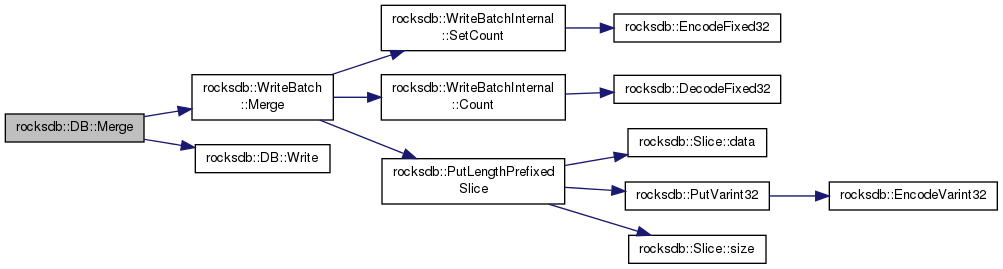 rocksdb::DB::Merge
rocksdb::WriteBatch
::Merge
rocksdb::DB::Write
rocksdb::WriteBatchInternal
::SetCount
rocksdb::WriteBatchInternal
::Count
rocksdb::PutLengthPrefixed
Slice
rocksdb::EncodeFixed32
rocksdb::DecodeFixed32
rocksdb::Slice::data
rocksdb::PutVarint32
rocksdb::Slice::size
rocksdb::EncodeVarint32